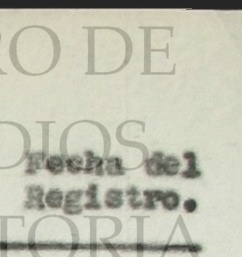 RO DE
DIOS
Fecha del
Registro.
TORIA